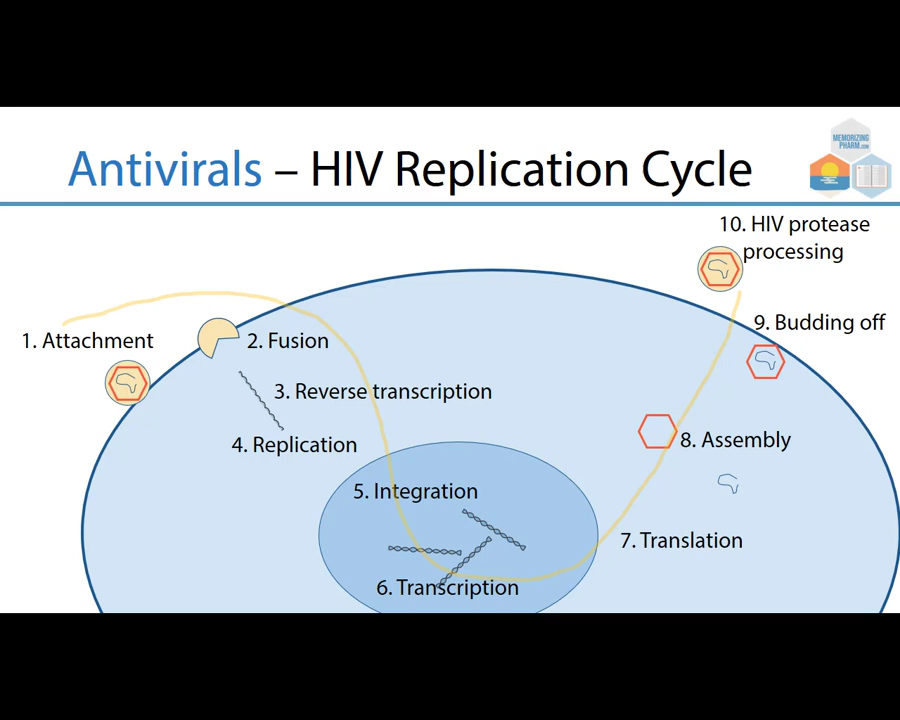 Antivirals – HIV Replication Cycle
MEMORIZING
PHARM.COM
10. HIV protease
processing
9. Budding off
1. Attachment
2. Fusion
3. Reverse transcription
8. Assembly
4. Replication
5. Integration
7. Translation
6. Transcription